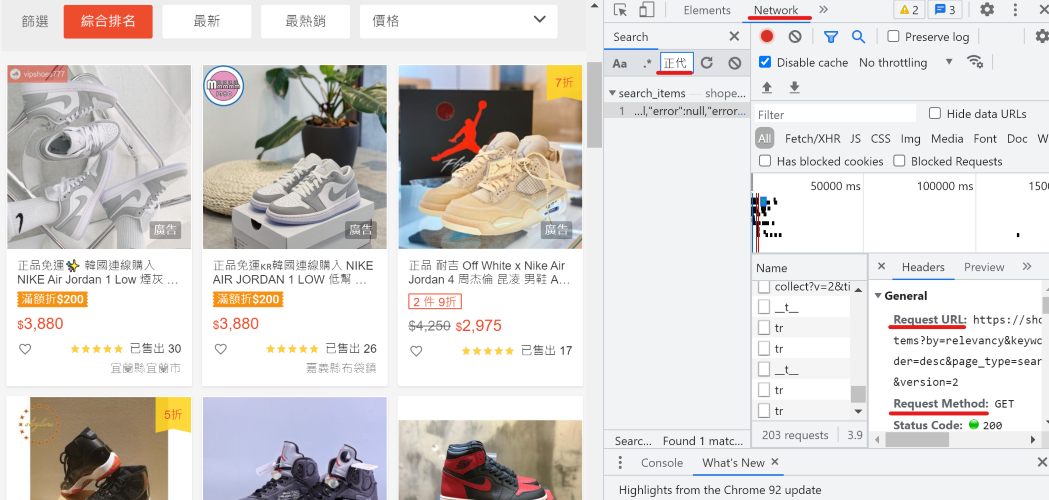 篩選
綜合排名
最新
最熱銷
價格
vipshoes777
廣告
正品免運✨ 韓國連線購入
NIKE Air Jordan 1 Low 煙灰 …
滿額折$200
$3,880
已售出 30
宜蘭縣宜蘭市
廣告
正品免運🇰🇷韓國連線購入 NIKE
AIR JORDAN 1 LOW 低幫 …
滿額折$200
$3,880
已售出 26
嘉義縣布袋鎮
7折
廣告
正品 耐吉 Off White x Nike Air
Jordan 4 周杰倫 昆凌 男鞋 A…
2 件 9折
$4,250 $2,975
已售出 17
5折
Elements Network »
2 3
Search
Aa .* 正代
search_items — shope…
1 …l,"error":null,"error…
Searc… Found 1 matc…
Preserve log
Disable cache No throttling
Filter
Hide data URLs
All Fetch/XHR JS CSS Img Media Font Doc W
Has blocked cookies Blocked Requests
50000 ms 100000 ms 1500
Name
collect?v=2&ti
__t__
tr
tr
__t__
tr
tr
203 requests 3.9
Headers Preview »
General
Request URL: https://sho
tems?by=relevancy&keywo
der=desc&page_type=sear
&version=2
Request Method: GET
Status Code: 200
Console What's New
Highlights from the Chrome 92 update